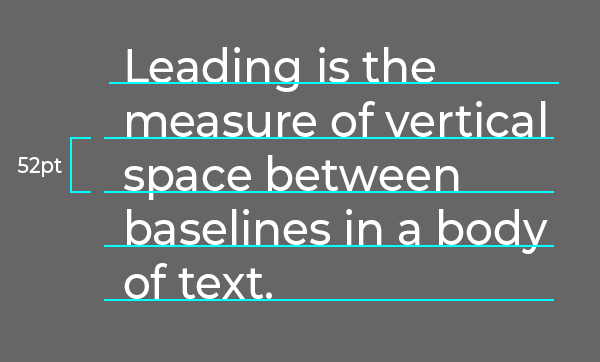 Leading is the
measure of vertical
52pt
space between
baselines in a body
of text.